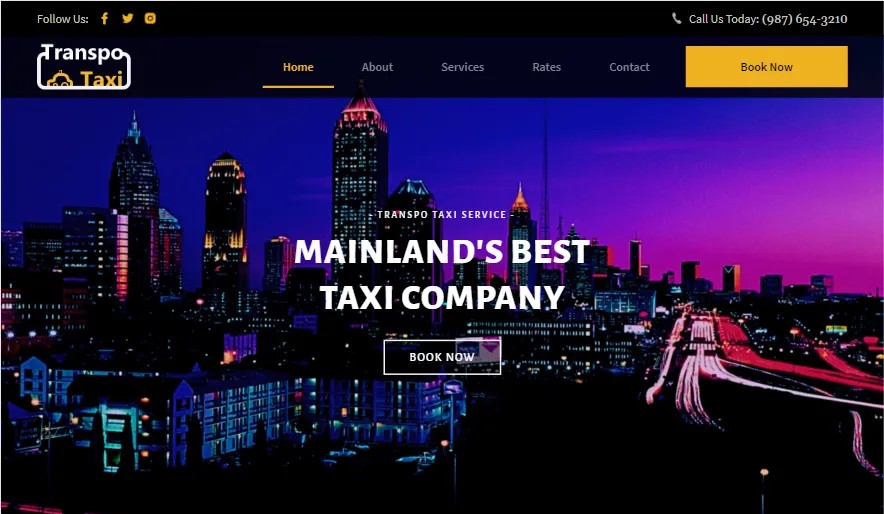 Follow Us:
Call Us Today: (987) 654-3210
Transpo
Taxi
Home
About
Services
Rates
Contact
Book Now
- TRANSPO TAXI SERVICE -
MAINLAND'S BEST
TAXI COMPANY
BOOK NOW